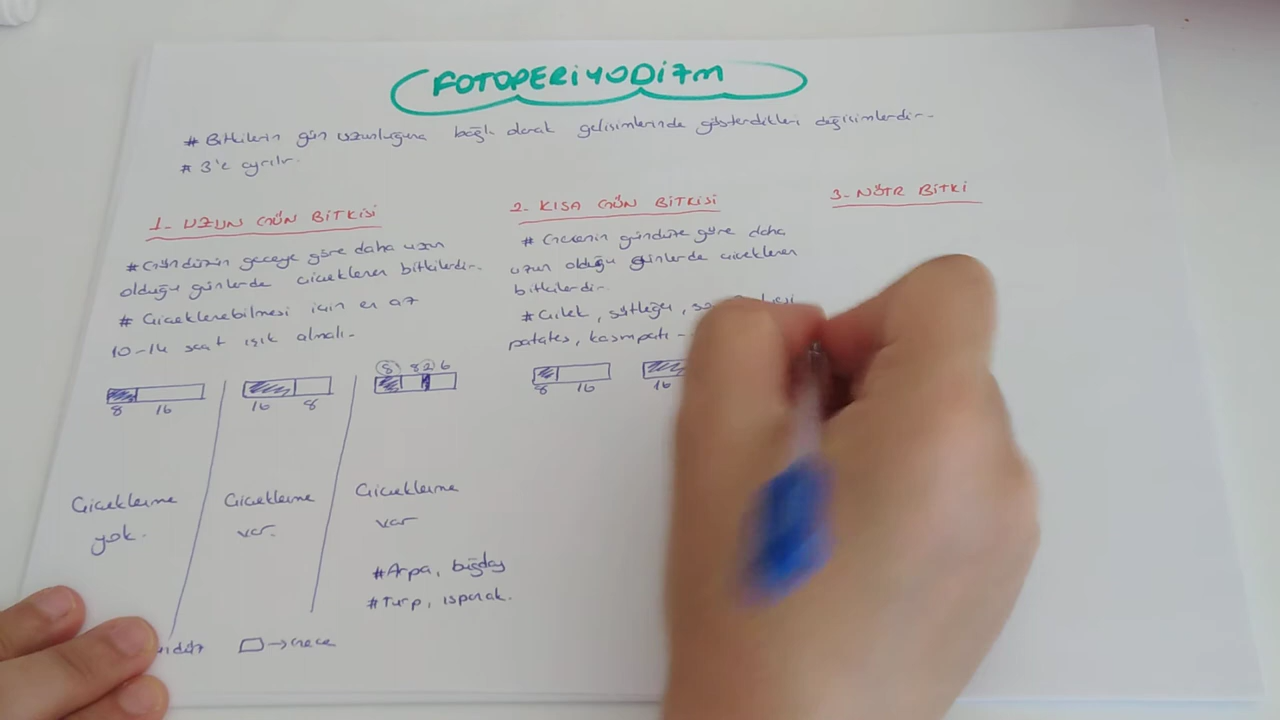 FOTOPERİYODİZM
# Bitkilerin gün uzunluğuna bağlı olarak gelişimlerinde gösterdikleri değişimlerdir.
# 3'e ayrılır.
1- UZUN GÜN BİTKİSİ
# Gündüzün geceye göre daha uzun
olduğu günlerde çiçeklenen bitkilerdir.
# Çiçeklenebilmesi için en az
10-14 saat ışık almalı.
8 16
16 8
8 8 2 6
Çiçeklenme
yok.
Çiçeklenme
var.
Çiçeklenme
var
# Arpa, buğday
# Turp, ıspanak.
→ Gece
2- KISA GÜN BİTKİSİ
# Gecenin gündüze göre daha
uzun olduğu günlerde çiçeklenen
bitkilerdir.
# Çilek, sütleğen,
patates, kasımpatı --
8 16
16
3- NÖTR BİTKİ